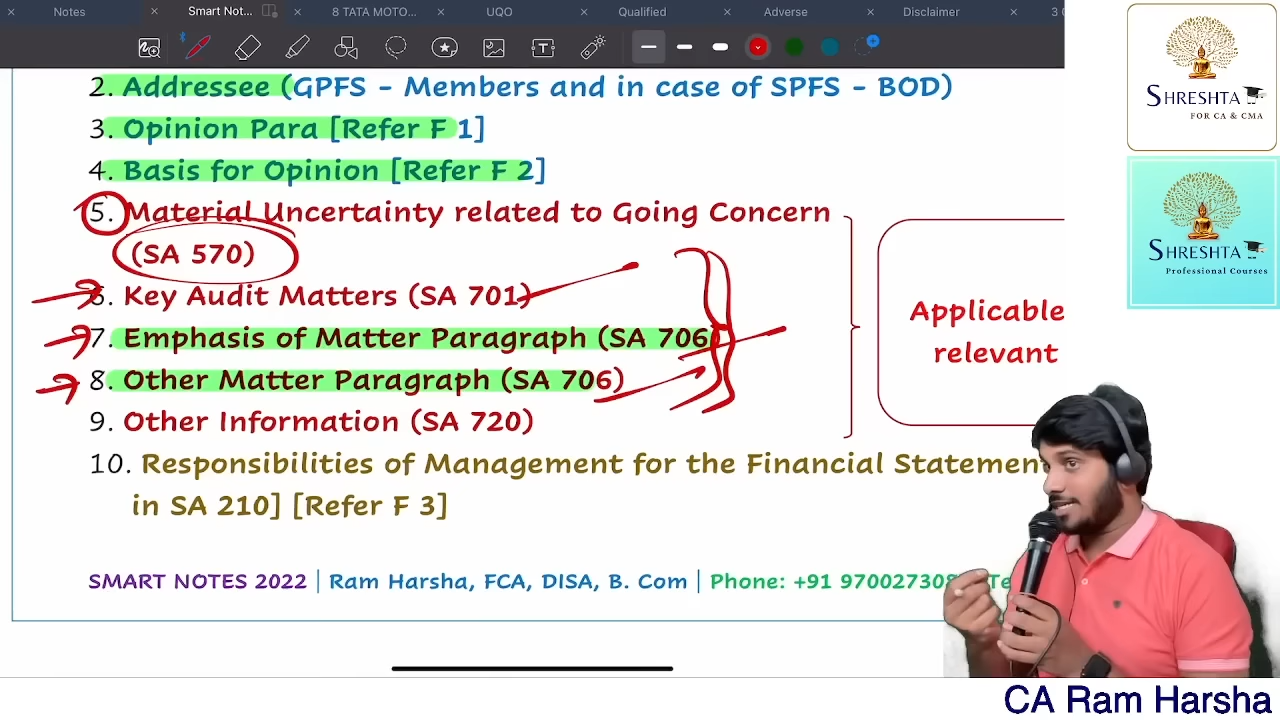 Notes
Smart Not...
8 TATA MOTO...
UQO
Qualified
Adverse
Disclaimer
2. Addressee (GPFS - Members and in case of SPFS - BOD)
3. Opinion Para [Refer F 1]
4. Basis for Opinion [Refer F 2]
5. Material Uncertainty related to Going Concern
(SA 570)
6. Key Audit Matters (SA 701)
7. Emphasis of Matter Paragraph (SA 706)
8. Other Matter Paragraph (SA 706)
9. Other Information (SA 720)
Applicable
relevant
10. Responsibilities of Management for the Financial Statement
in SA 210] [Refer F 3]
SMART NOTES 2022 | Ram Harsha, FCA, DISA, B. Com | Phone: +91 970027308
SHRESHTA
FOR CA & CMA
SHRESHTA
Professional Courses
CA Ram Harsha